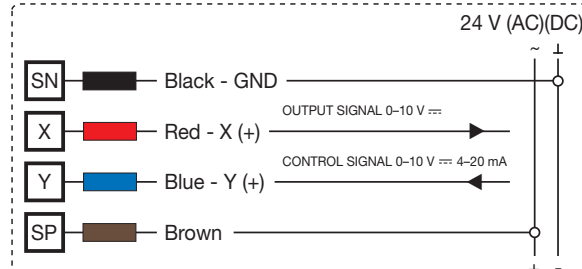 24 V (AC)(DC)
~ ⊥
SN Black - GND
X Red - X (+) OUTPUT SIGNAL 0–10 V ⎓
Y Blue - Y (+) CONTROL SIGNAL 0–10 V ⎓ 4–20 mA
SP Brown
+ -